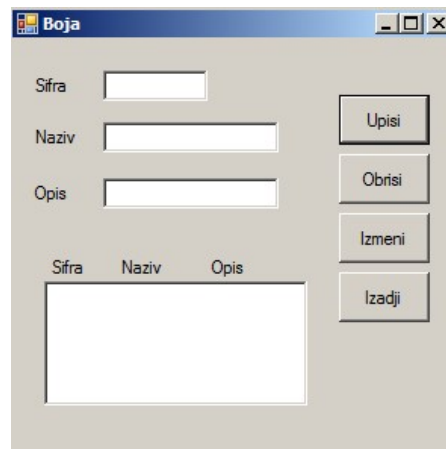 Boja
Sifra
Naziv
Opis
Upisi
Obrisi
Izmeni
Izadji
Sifra Naziv Opis